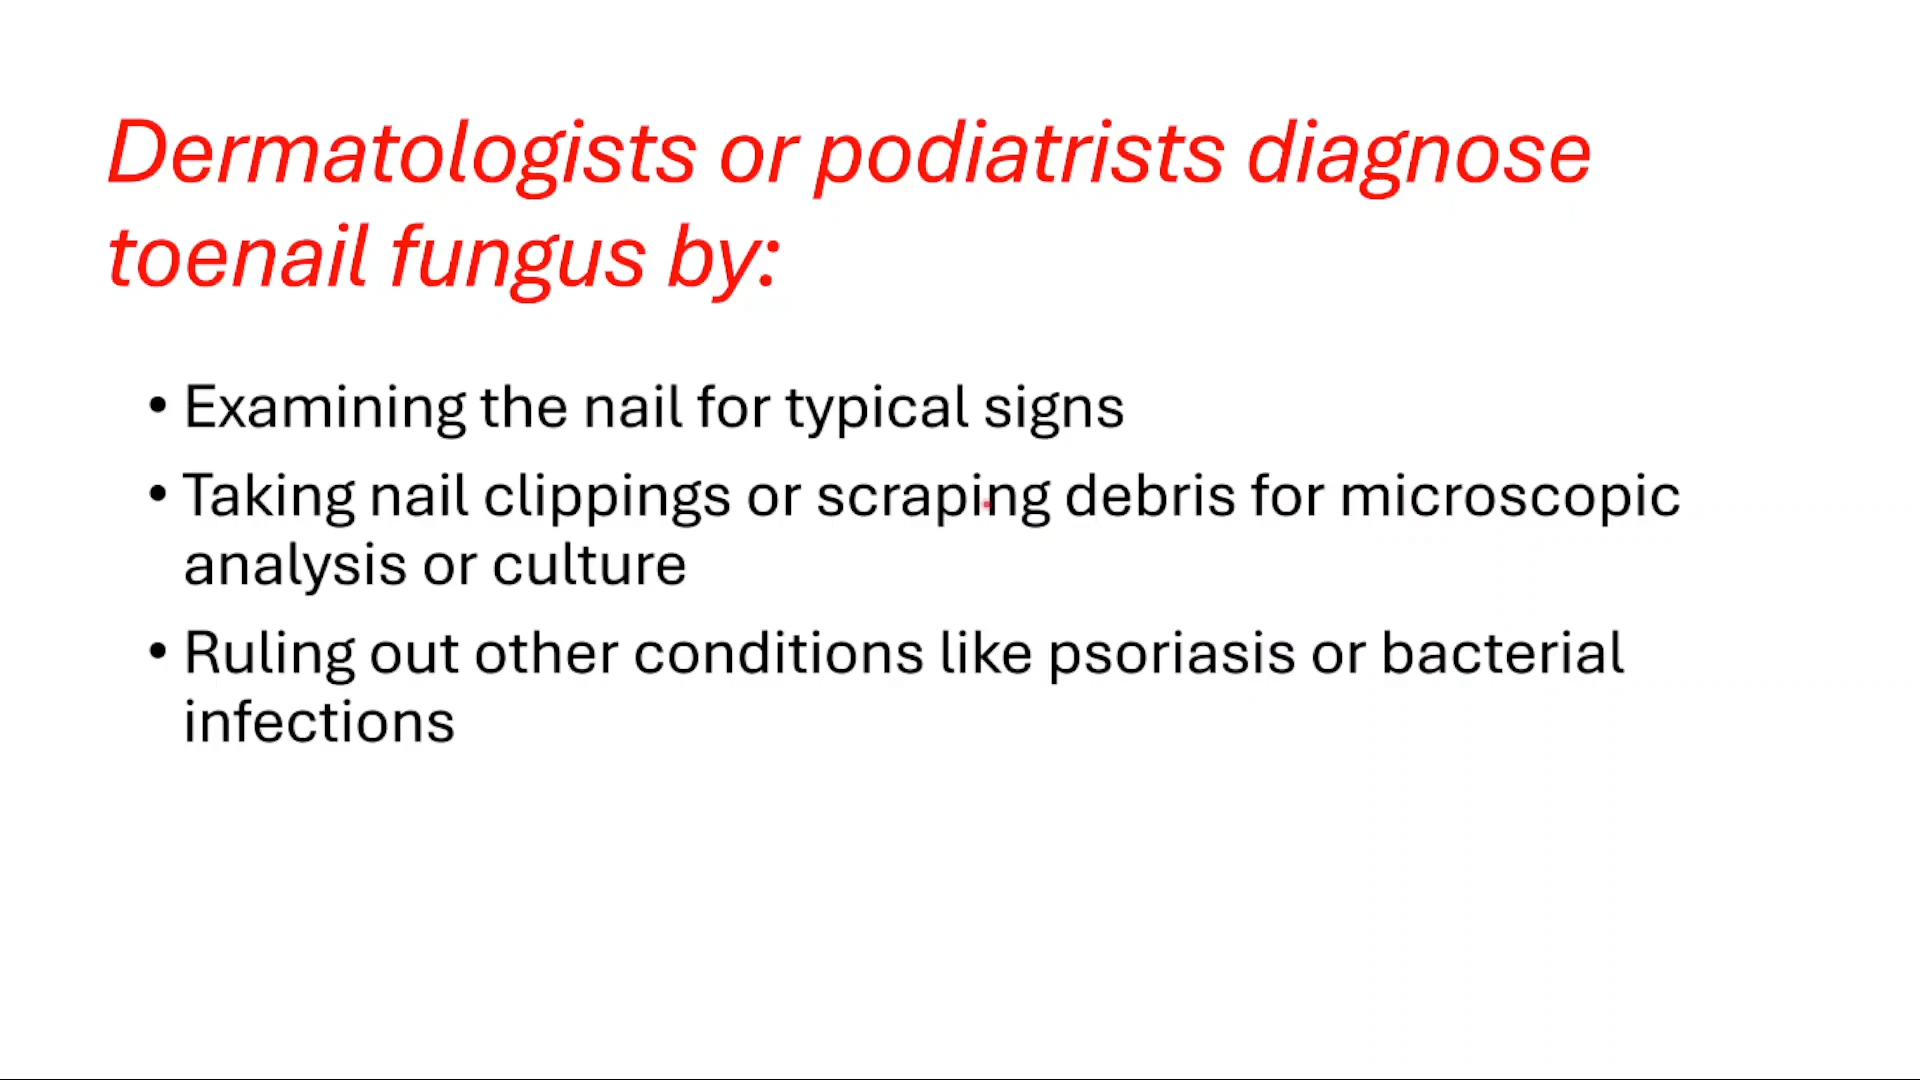 Dermatologists or podiatrists diagnose
toenail fungus by:
• Examining the nail for typical signs
• Taking nail clippings or scraping debris for microscopic
analysis or culture
• Ruling out other conditions like psoriasis or bacterial
infections